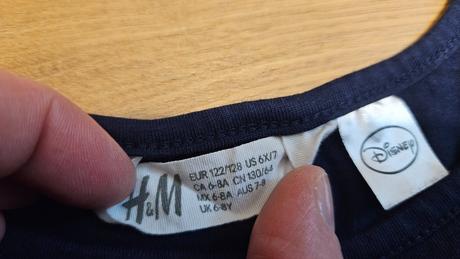 H&M
EUR 122/128 US 6X/7
CA 6-8A CN 130/64
MX 6-8A AUS 7-8
UK 6-8Y
Disney